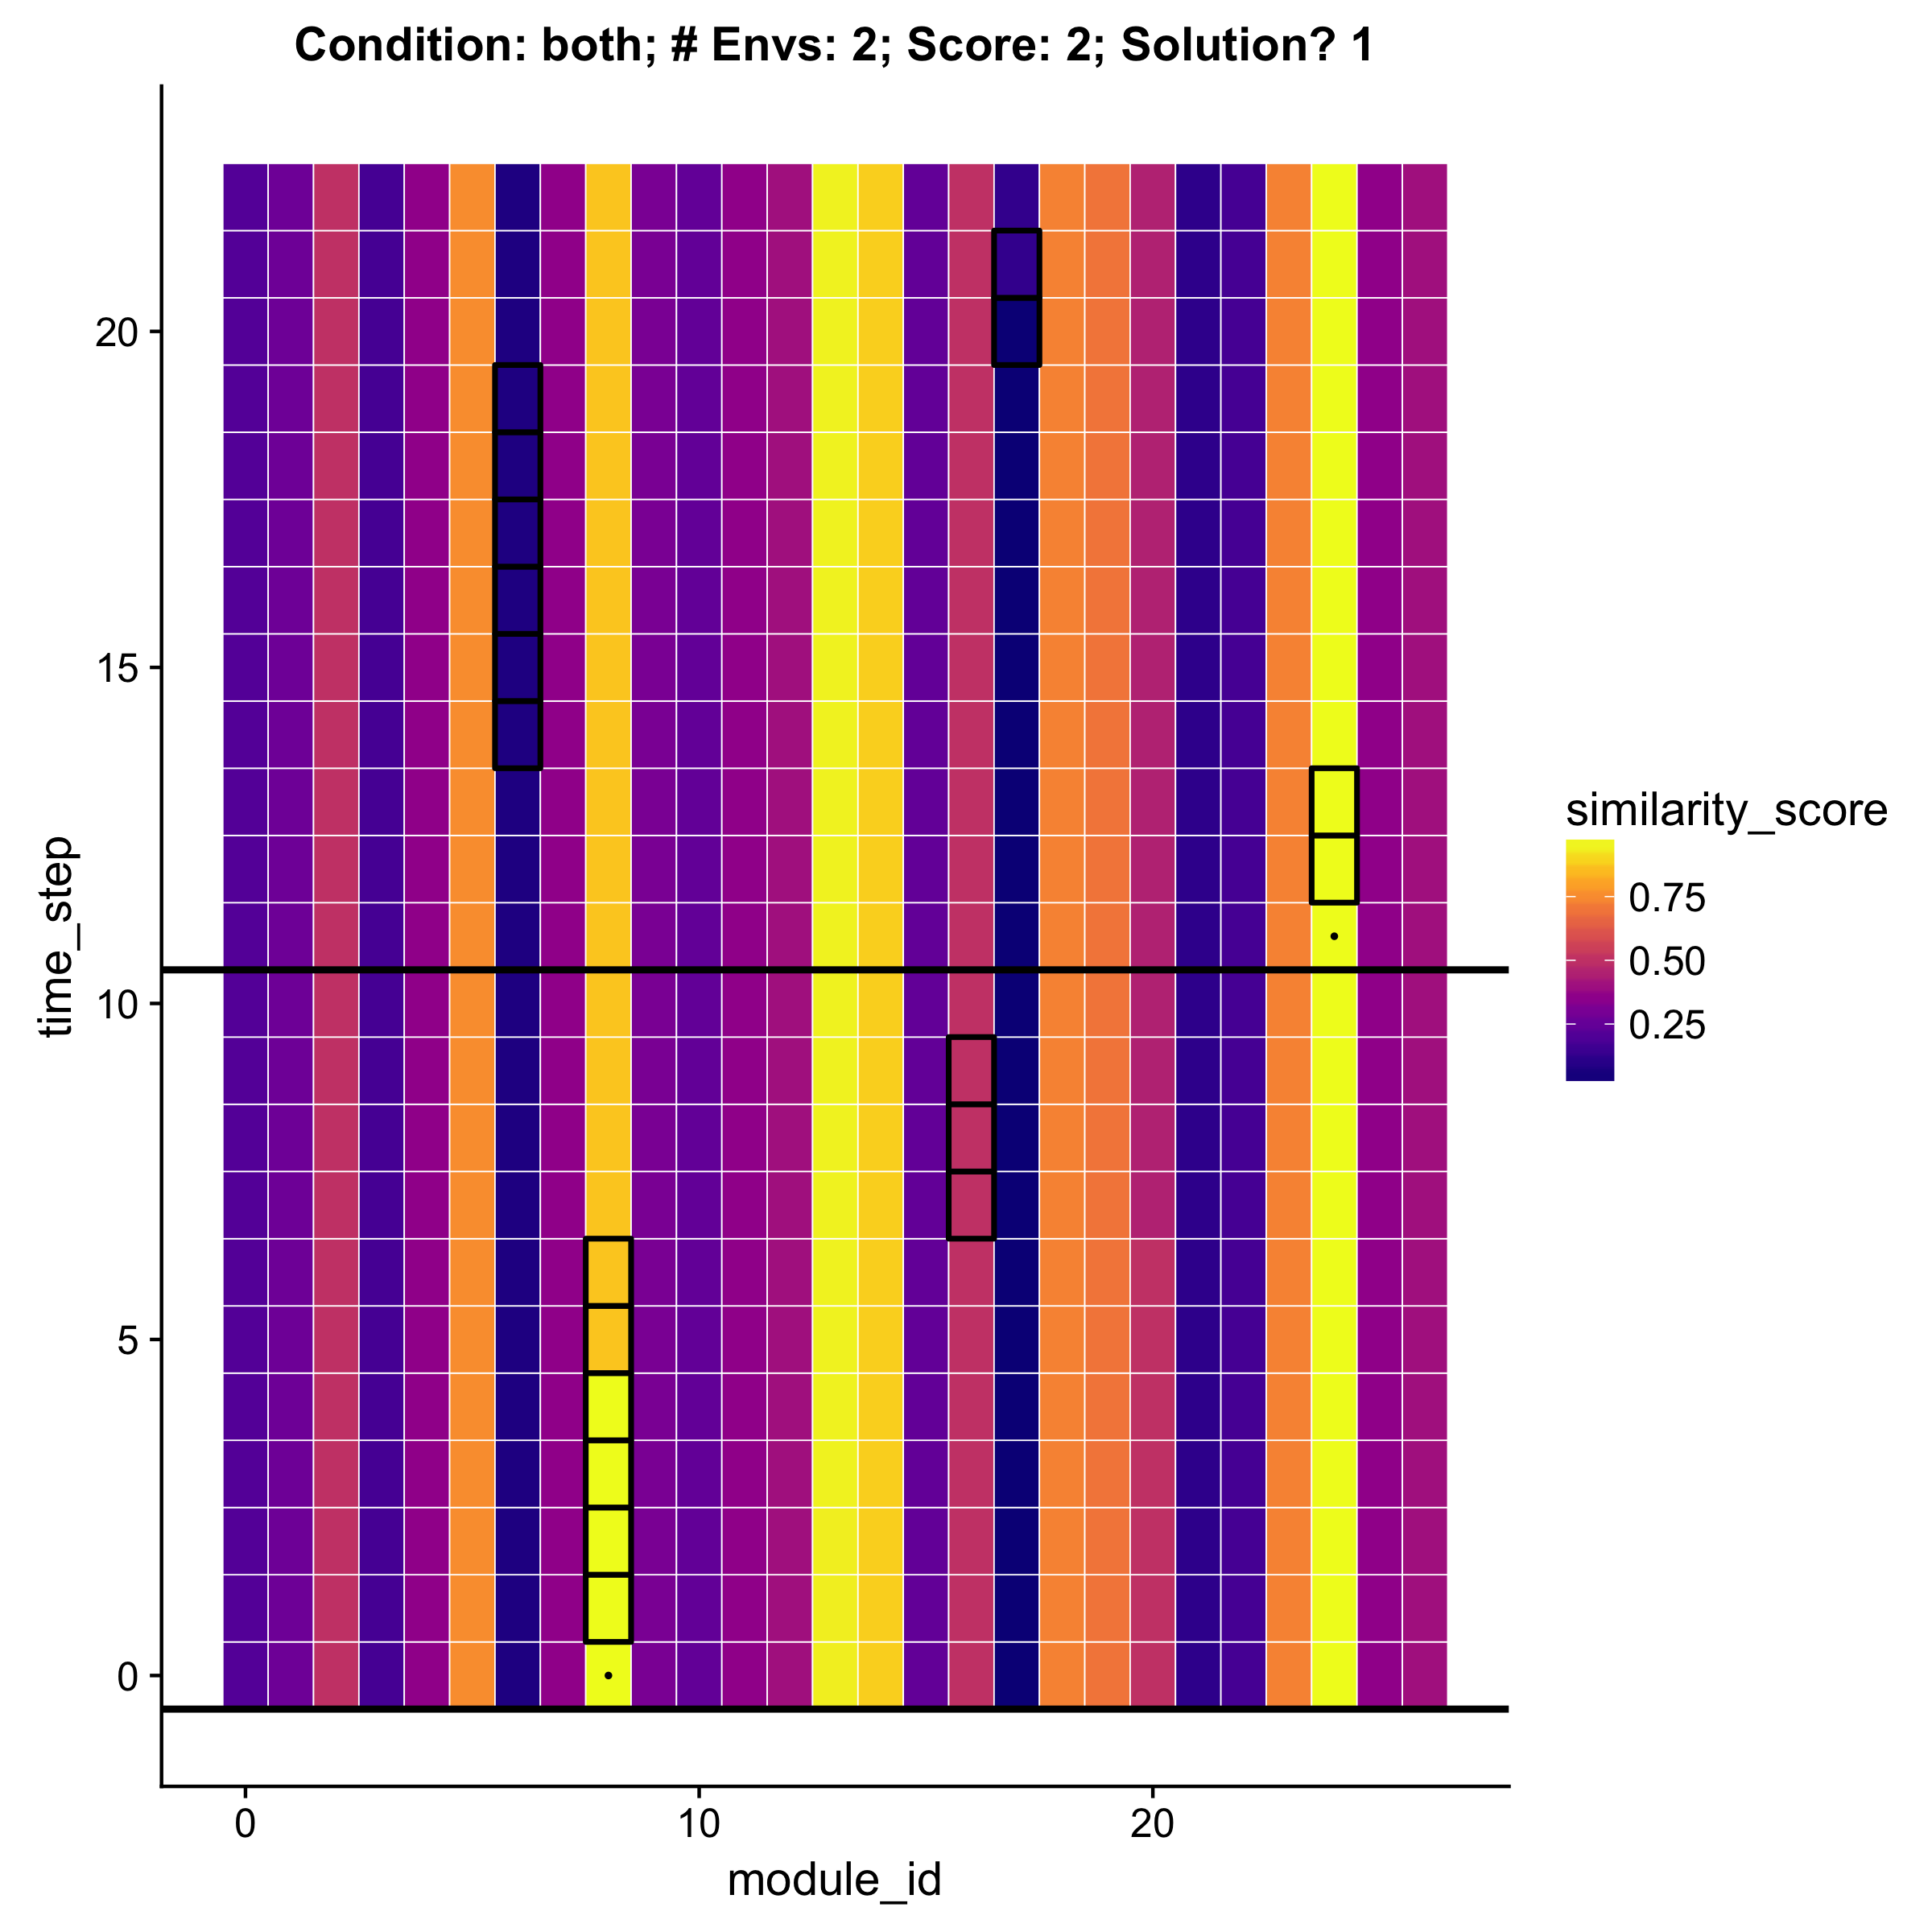 Condition: both; # Envs: 2; Score: 2; Solution? 1
time_step
20
15
10
5
0
0
10
20
module_id
similarity_score
0.75
0.50
0.25